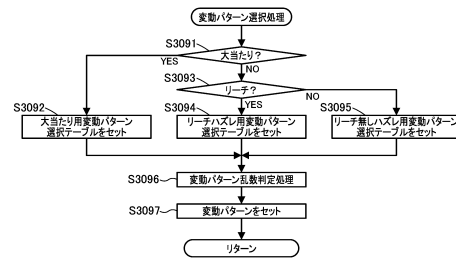 変動パターン選択処理
S3091
大当たり?
YES
NO
S3093
リーチ?
YES
NO
S3092
大当たり用変動パターン
選択テーブルをセット
S3094
リーチハズレ用変動パターン
選択テーブルをセット
S3095
リーチ無しハズレ用変動パターン
選択テーブルをセット
S3096
変動パターン乱数判定処理
S3097
変動パターンをセット
リターン